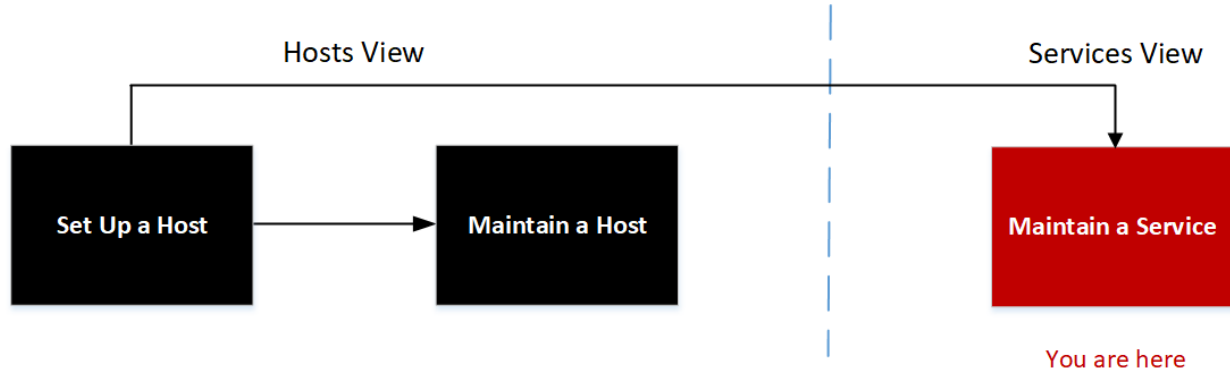 Hosts View
Services View
Set Up a Host
Maintain a Host
Maintain a Service
You are here